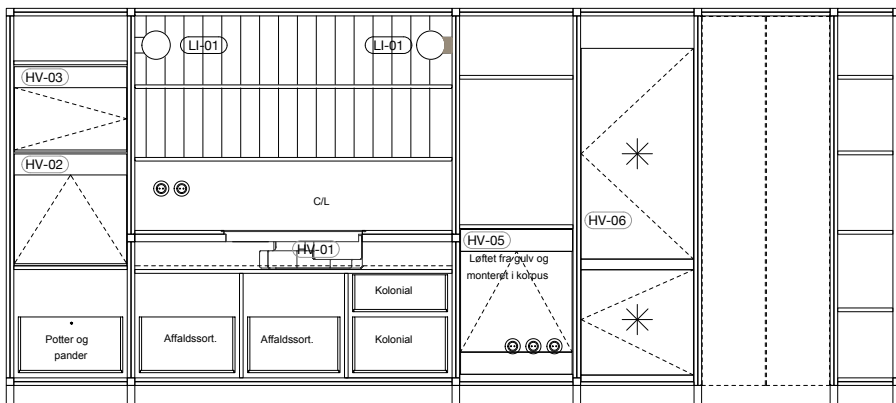 LI-01
LI-01
HV-03
HV-02
C/L
HV-01
HV-05
Løftet fra gulv og
monteret i korpus
HV-06
Kolonial
Potter og
pander
Affaldssort.
Affaldssort.
Kolonial